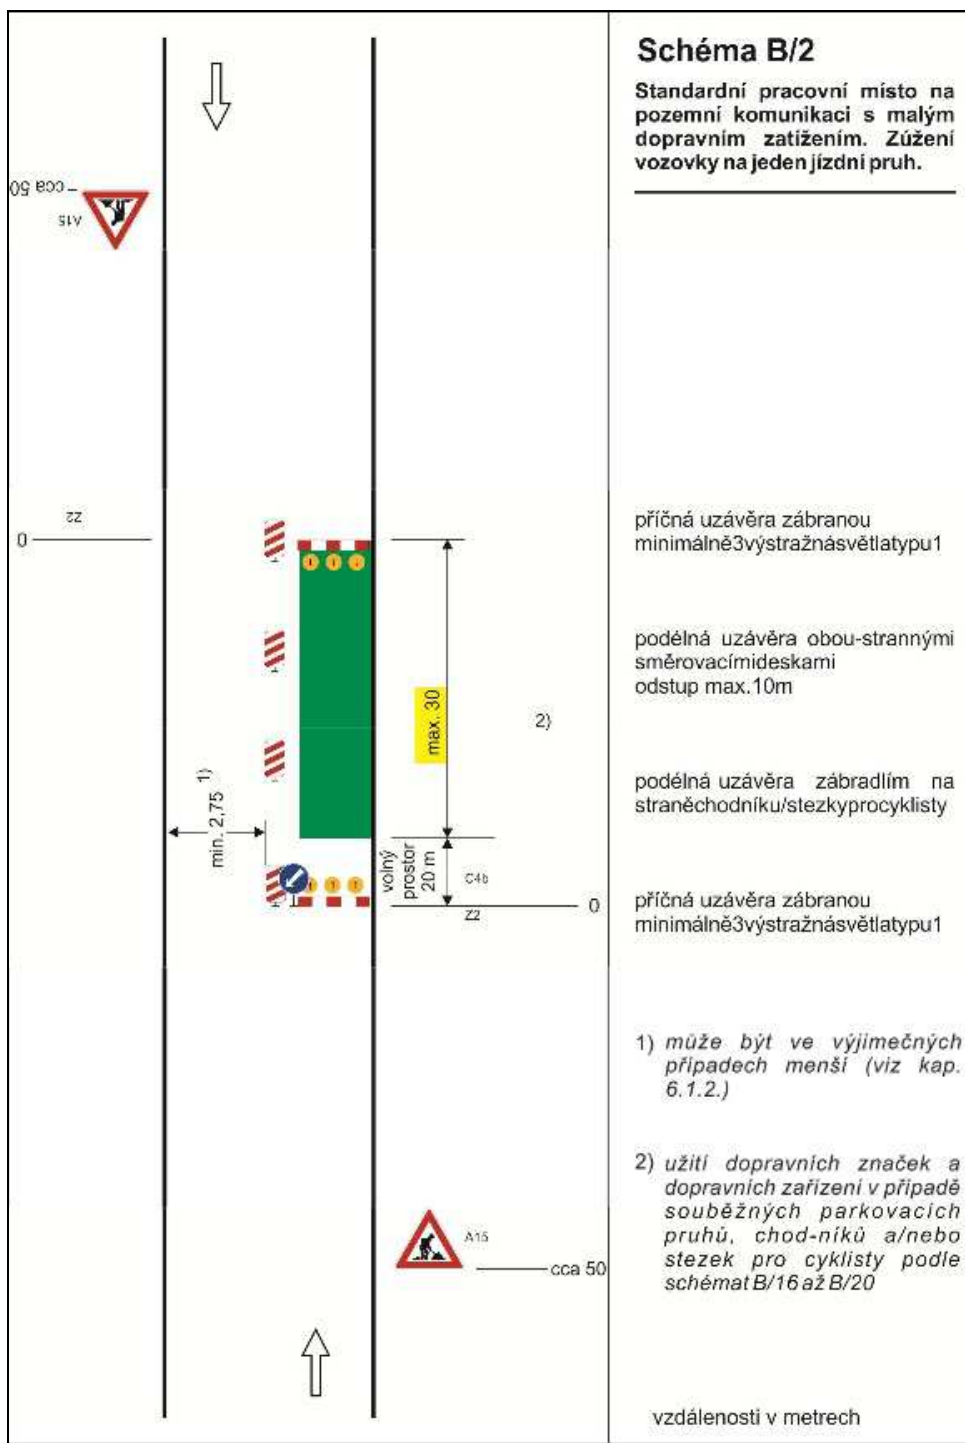 Schéma B/2
Standardní pracovní místo na
pozemní komunikaci s malým
dopravním zatížením. Zúžení
vozovky na jeden jízdní pruh.
cca 50
A15
Z2
0
příčná uzávěra zábranou
minimálně3výstražnásvětlatypu1
podélná uzávěra obou-strannými
směrovacímideskami
odstup max.10m
max. 30
2)
min. 2,75 1)
podélná uzávěra zábradlím na
straněchodníku/stezkyprocyklisty
volný
prostor
20 m
C4b
Z2
0
příčná uzávěra zábranou
minimálně3výstražnásvětlatypu1
1) může být ve výjimečných
případech menší (viz kap.
6.1.2.)
2) užití dopravních značek a
dopravních zařízení v případě
souběžných parkovacích
pruhů, chod-níků a/nebo
stezek pro cyklisty podle
schémat B/16 až B/20
A15
cca 50
vzdálenosti v metrech